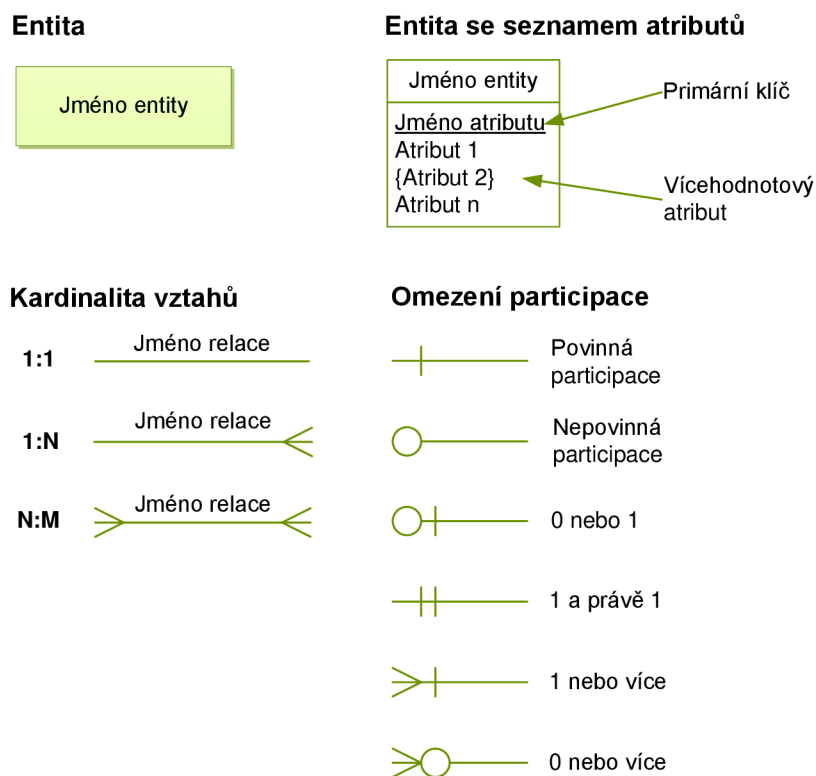 Entita
Jméno entity
Entita se seznamem atributů
Jméno entity
Jméno atributu
Atribut 1
{Atribut 2}
Atribut n
Primární klíč
Vícehodnotový
atribut
Kardinalita vztahů
1:1
Jméno relace
1:N
Jméno relace
N:M
Jméno relace
Omezení participace
Povinná
participace
Nepovinná
participace
0 nebo 1
1 a právě 1
1 nebo více
0 nebo více